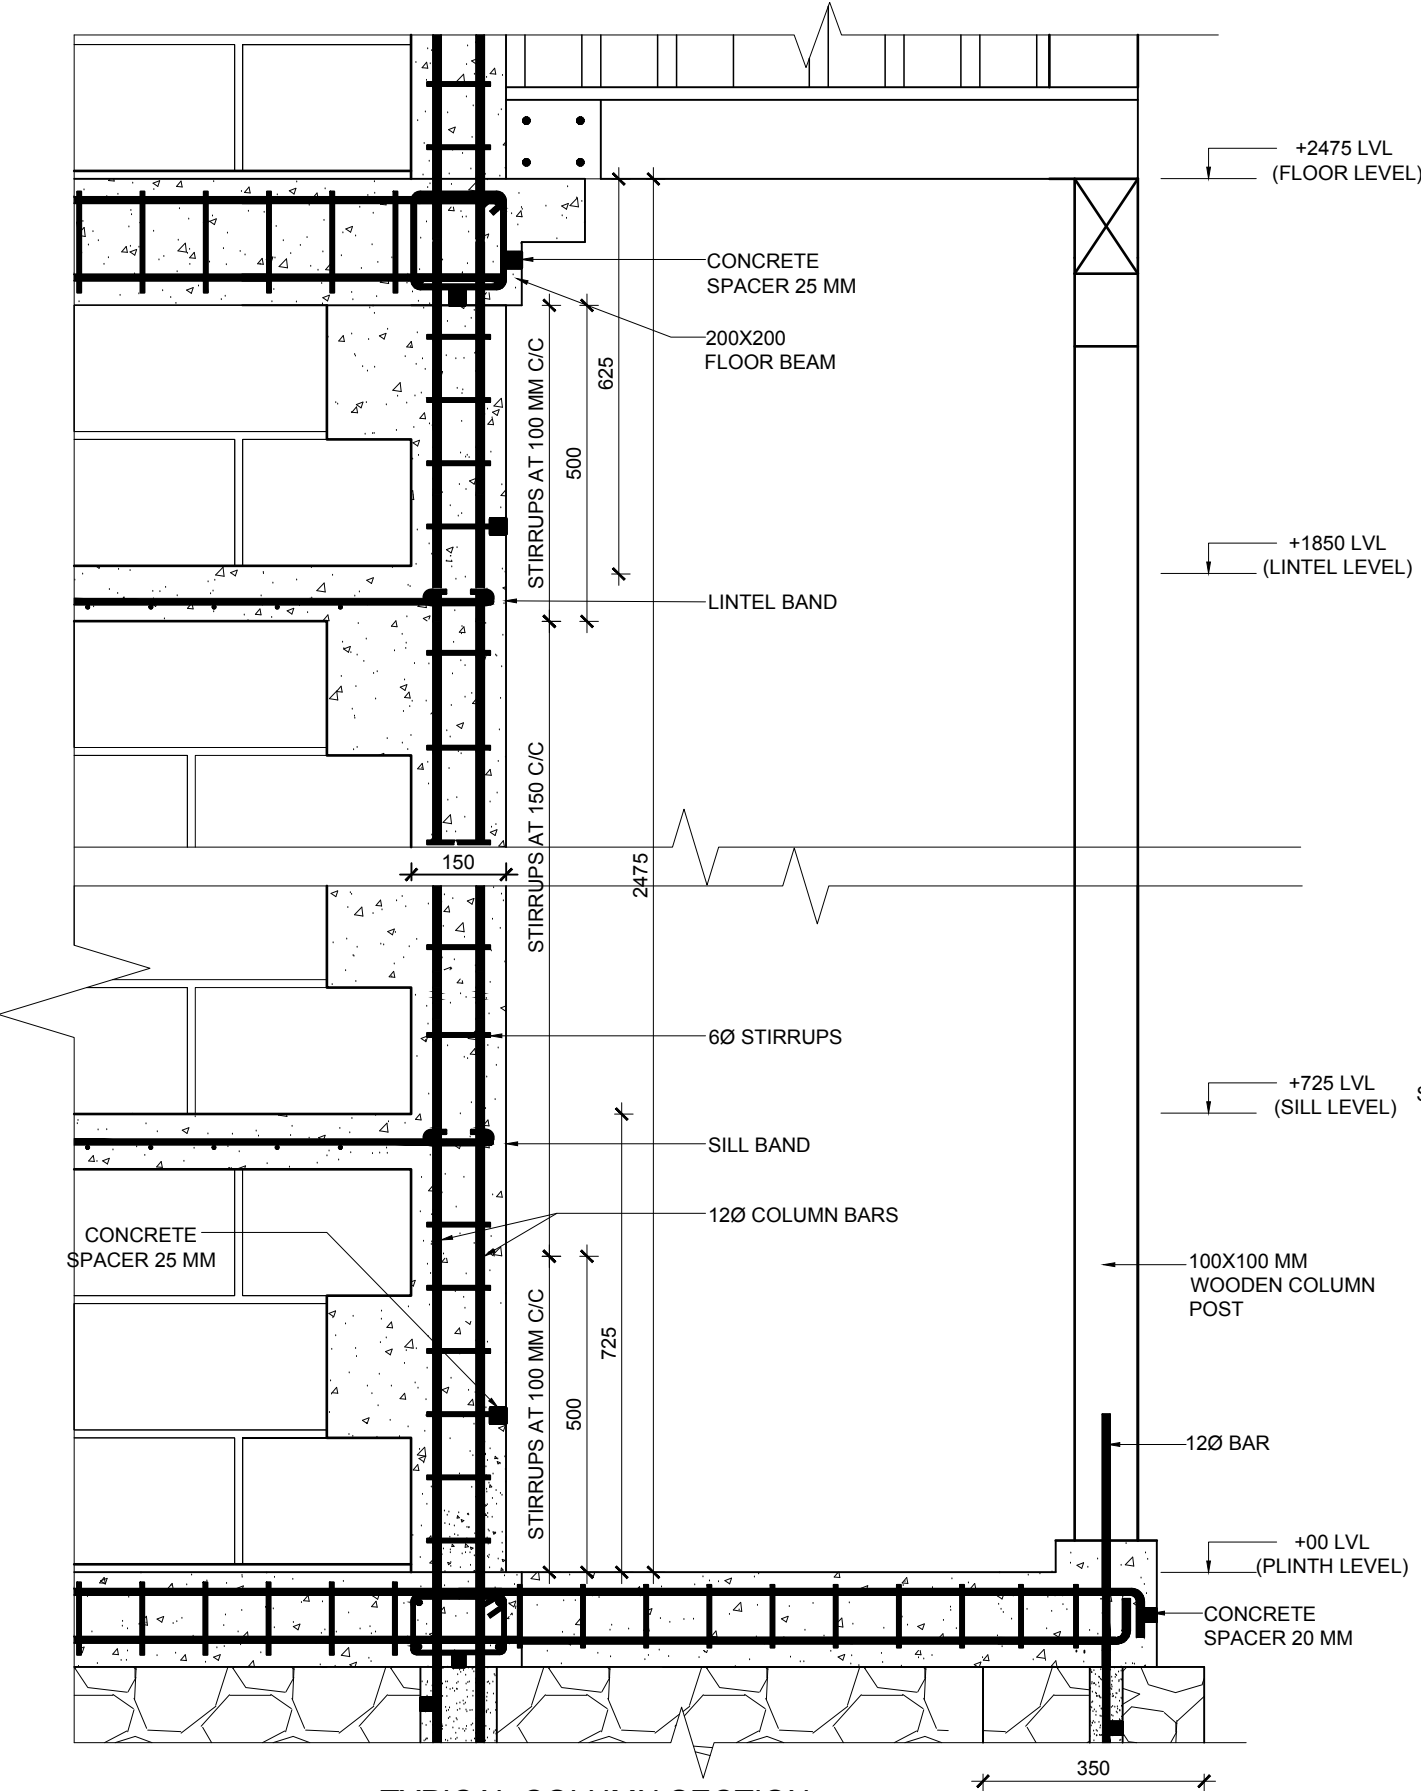 +2475 LVL
(FLOOR LEVEL)
CONCRETE
SPACER 25 MM
200X200
FLOOR BEAM
STIRRUPS AT 100 MM C/C
500
625
+1850 LVL
(LINTEL LEVEL)
LINTEL BAND
STIRRUPS AT 150 C/C
150
2475
6Ø STIRRUPS
+725 LVL
(SILL LEVEL)
SILL BAND
12Ø COLUMN BARS
CONCRETE
SPACER 25 MM
100X100 MM
WOODEN COLUMN
POST
STIRRUPS AT 100 MM C/C
500
725
12Ø BAR
+00 LVL
(PLINTH LEVEL)
CONCRETE
SPACER 20 MM
350
TYPICAL COLUMN SECTION